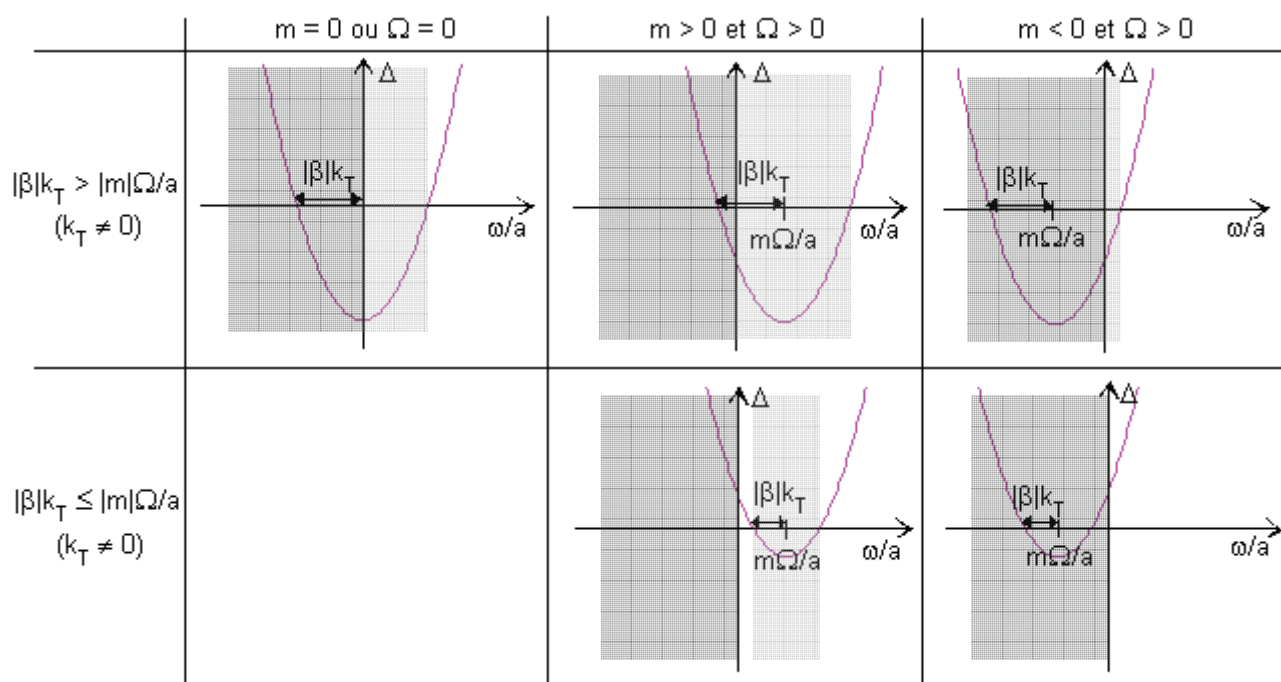 m = 0 ou Ω = 0
m > 0 et Ω > 0
m < 0 et Ω > 0
|β|k_T > |m|Ω/a
(k_T ≠ 0)
Δ
|β|k_T
ω/a
Δ
|β|k_T
mΩ/a
ω/a
Δ
|β|k_T
mΩ/a
ω/a
|β|k_T ≤ |m|Ω/a
(k_T ≠ 0)
Δ
|β|k_T
mΩ/a
ω/a
Δ
|β|k_T
mΩ/a
ω/a